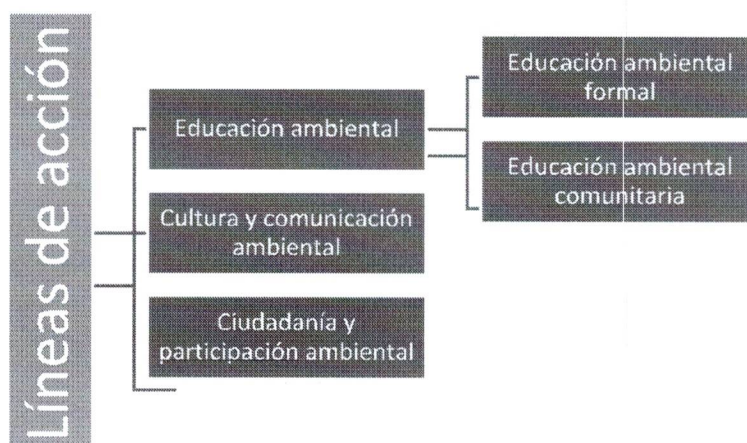 Líneas de acción
Educación ambiental
Educación ambiental
formal
Educación ambiental
comunitaria
Cultura y comunicación
ambiental
Ciudadanía y
participación ambiental